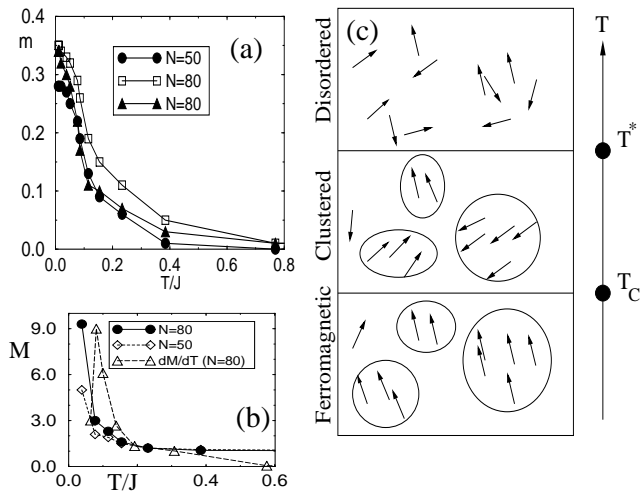 (a)
m
0.4
0.3
0.2
0.1
0.0
N=50
N=80
N=80
0.0
0.2
0.4
0.6
0.8
T/J
(b)
M
9.0
6.0
3.0
0.0
N=80
N=50
dM/dT (N=80)
0.0
0.2
0.4
0.6
T/J
(c)
Disordered
Clustered
Ferromagnetic
T
T*
T_C